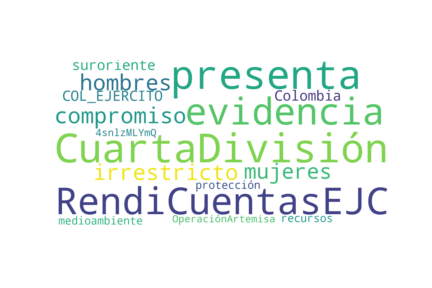 suroriente
hombres presenta
COL_EJERCITO Colombia
compromiso evidencia
4snlzMLYmQ
CuartaDivisión
irrestricto mujeres
protección
RendiCuentasEJC
medioambiente OperaciónArtemisa recursos